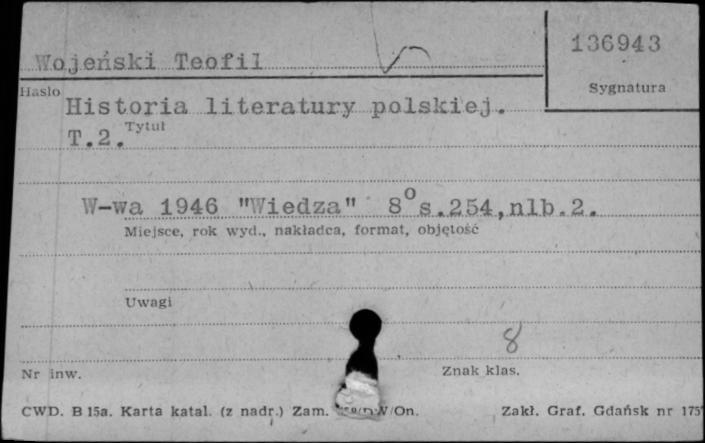 Wojeński Teofil
136943
Sygnatura
Hasło
Historia literatury polskiej.
T.2.
Tytuł
W-wa 1946 "Wiedza" 8° s.254,nlb.2.
Miejsce, rok wyd., nakładca, format, objętość
Uwagi
8
Nr inw.
Znak klas.
CWD. B 15a. Karta katal. (z nadr.) Zam. W/On.
Zakł. Graf. Gdańsk nr 175